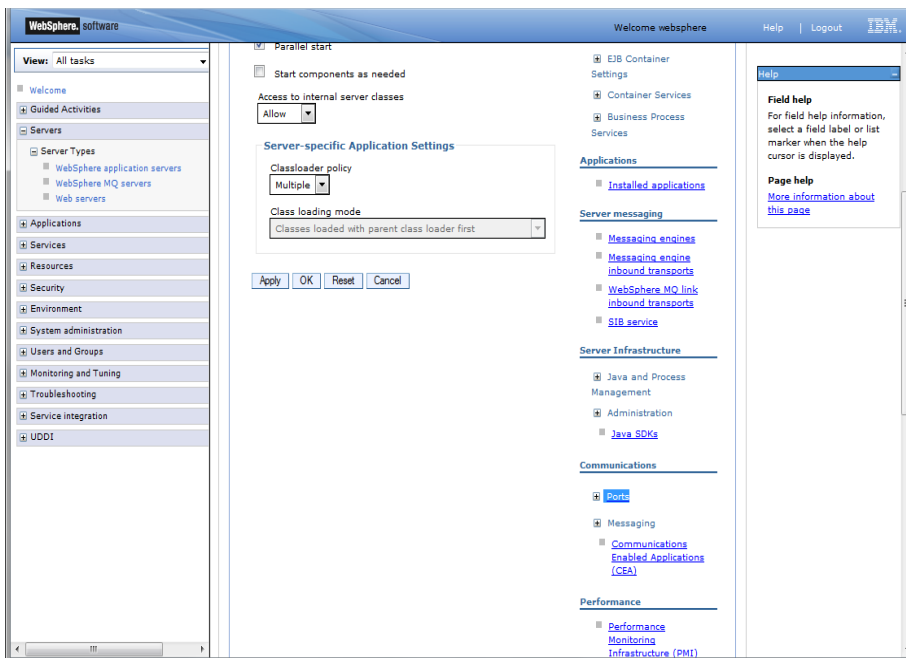 WebSphere. software
Welcome websphere
Help | Logout
IBM.
View: All tasks
Welcome
Guided Activities
Servers
Server Types
WebSphere application servers
WebSphere MQ servers
Web servers
Applications
Services
Resources
Security
Environment
System administration
Users and Groups
Monitoring and Tuning
Troubleshooting
Service integration
UDDI
Parallel start
Start components as needed
Access to internal server classes
Allow
Server-specific Application Settings
Classloader policy
Multiple
Class loading mode
Classes loaded with parent class loader first
Apply OK Reset Cancel
EJB Container
Settings
Container Services
Business Process
Services
Applications
Installed applications
Server messaging
Messaging engines
Messaging engine
inbound transports
WebSphere MQ link
inbound transports
SIB service
Server Infrastructure
Java and Process
Management
Administration
Java SDKs
Communications
Ports
Messaging
Communications
Enabled Applications
(CEA)
Performance
Performance
Monitoring
Infrastructure (PMI)
Help
Field help
For field help information,
select a field label or list
marker when the help
cursor is displayed.
Page help
More information about
this page